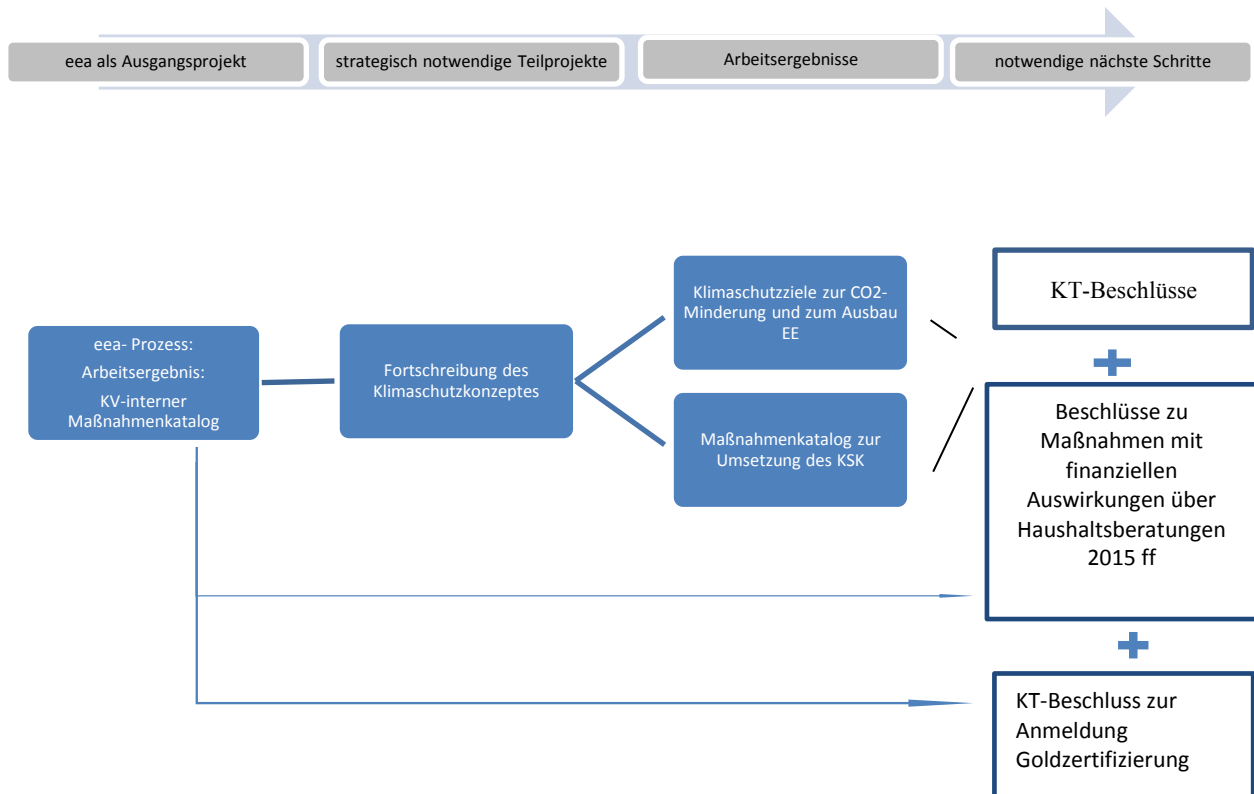 eea als Ausgangsprojekt
strategisch notwendige Teilprojekte
Arbeitsergebnisse
notwendige nächste Schritte
eea- Prozess:
Arbeitsergebnis:
KV-interner
Maßnahmenkatalog
Fortschreibung des
Klimaschutzkonzeptes
Klimaschutzziele zur CO2-
Minderung und zum Ausbau
EE
Maßnahmenkatalog zur
Umsetzung des KSK
KT-Beschlüsse
Beschlüsse zu
Maßnahmen mit
finanziellen
Auswirkungen über
Haushaltsberatungen
2015 ff
KT-Beschluss zur
Anmeldung
Goldzertifizierung